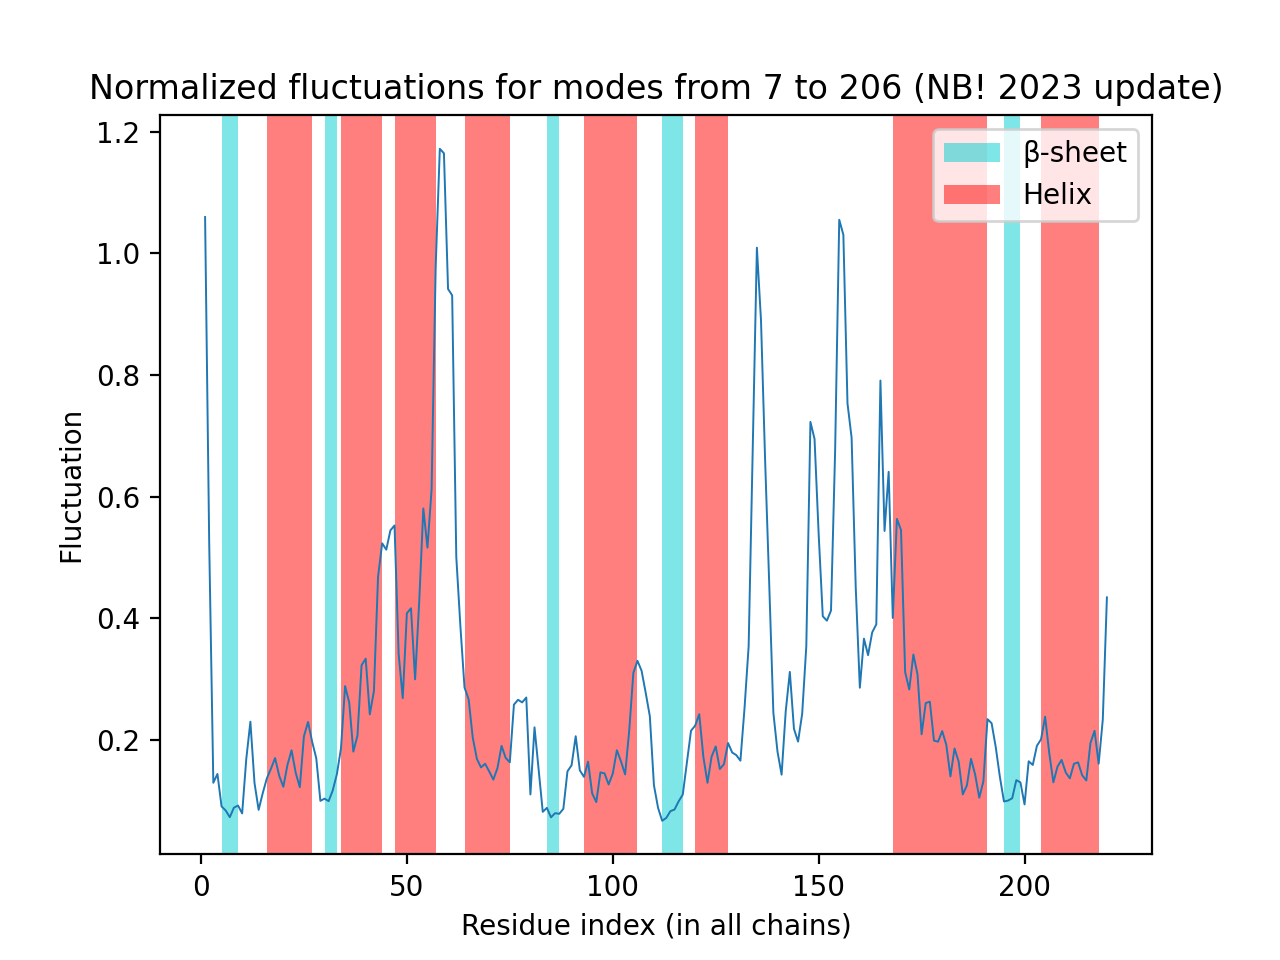 Normalized fluctuations for modes from 7 to 206 (NB! 2023 update)
1.2
1.0
0.8
0.6
0.4
0.2
Fluctuation
β-sheet
Helix
0 50 100 150 200
Residue index (in all chains)